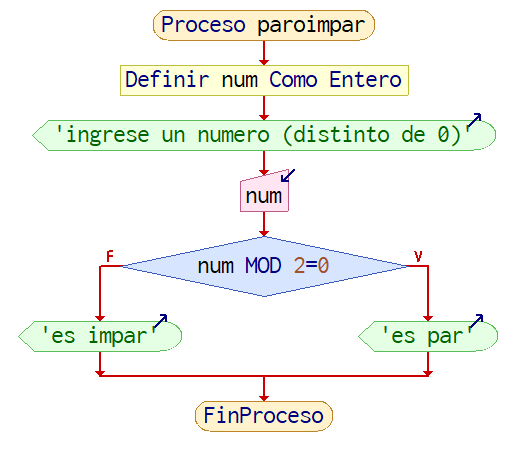 Proceso paroimpar
Definir num Como Entero
'ingrese un numero (distinto de 0)'
num
num MOD 2=0
F
V
'es impar'
'es par'
FinProceso